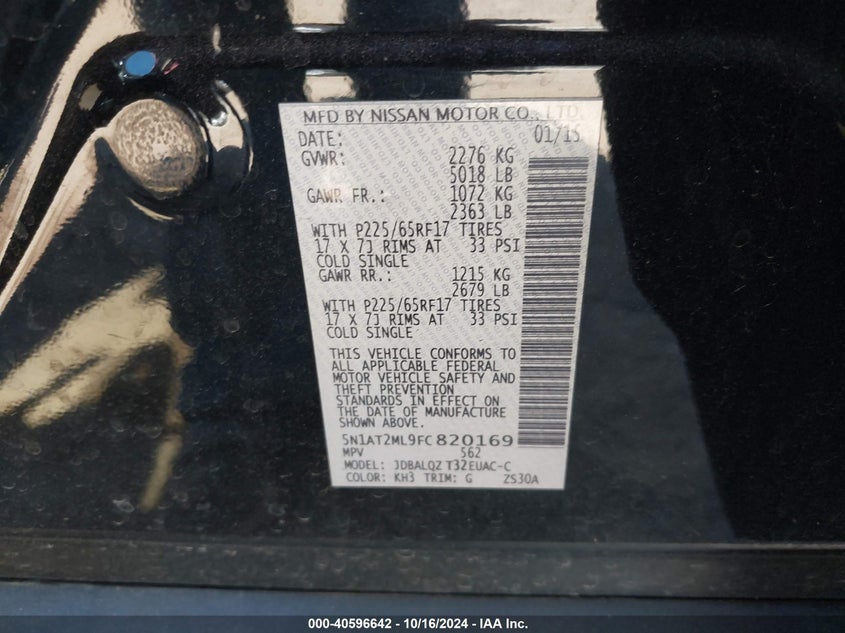 MFD BY NISSAN MOTOR CO., LTD.
DATE: 01/15
GVWR: 2276 KG
5018 LB
GAWR FR.: 1072 KG
2363 LB
WITH P225/65RF17 TIRES
17 X 7J RIMS AT 33 PSI
COLD SINGLE
GAWR RR.: 1215 KG
2679 LB
WITH P225/65RF17 TIRES
17 X 7J RIMS AT 33 PSI
COLD SINGLE
THIS VEHICLE CONFORMS TO
ALL APPLICABLE FEDERAL
MOTOR VEHICLE SAFETY AND
THEFT PREVENTION
STANDARDS IN EFFECT ON
THE DATE OF MANUFACTURE
SHOWN ABOVE.
5N1AT2ML9FC820169
MPV 562
MODEL: JDBALQZ T32EUAC-C
COLOR: KH3 TRIM: G ZS30A
000-40596642 - 10/16/2024 - IAA Inc.